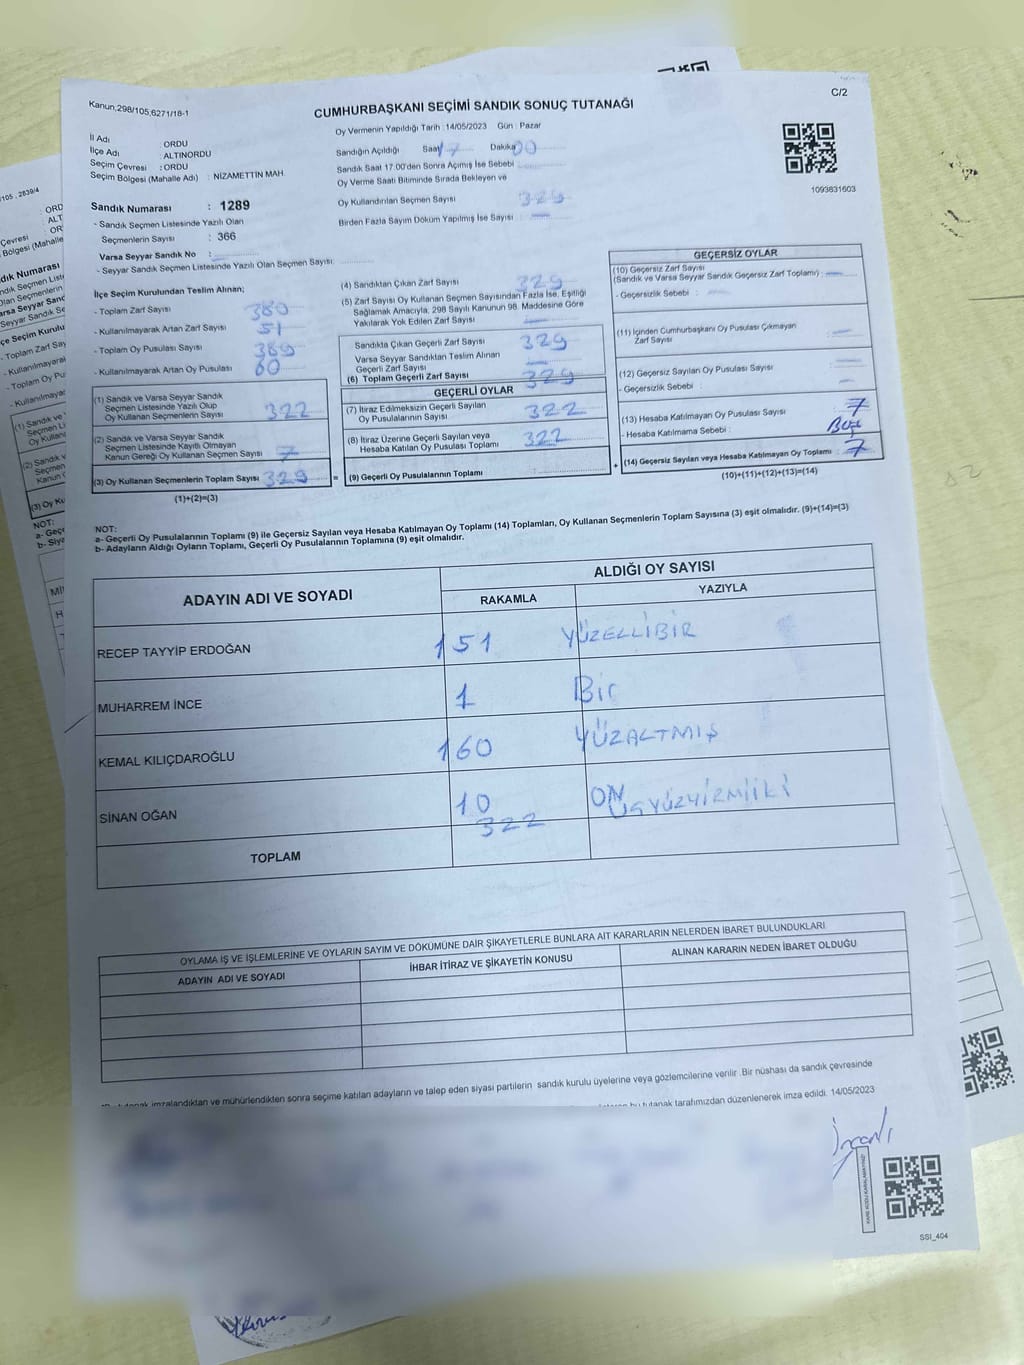 Kanun,298/105,6271/18-1
C/2
CUMHURBAŞKANI SEÇİMİ SANDIK SONUÇ TUTANAĞI
İl Adı : ORDU
İlçe Adı : ALTINORDU
Seçim Çevresi : ORDU
Seçim Bölgesi (Mahalle Adı) : NİZAMETTİN MAH.
Oy Vermenin Yapıldığı Tarih :14/05/2023 Gün : Pazar
Sandığın Açıldığı Saat 17 Dakika 00
Sandık Saat 17:00'den Sonra Açımış İse Sebebi
Oy Verme Saati Bitiminde Sırada Bekleyen ve
Oy Kullandırılan Seçmen Sayısı 329
Birden Fazla Sayım Döküm Yapılmış İse Sayısı : —
1093831603
Sandık Numarası : 1289
- Sandık Seçmen Listesinde Yazılı Olan
Seçmenlerin Sayısı : 366
Varsa Seyyar Sandık No :
- Seyyar Sandık Seçmen Listesinde Yazılı Olan Seçmen Sayısı:
İlçe Seçim Kurulundan Teslim Alınan;
- Toplam Zarf Sayısı 380
- Kullanılmayarak Artan Zarf Sayısı 51
- Toplam Oy Pusulası Sayısı 389
- Kullanılmayarak Artan Oy Pusulası 60
(1) Sandık ve Varsa Seyyar Sandık
Seçmen Listesinde Yazılı Olup
Oy Kullanan Seçmenlerin Sayısı 322
(2) Sandık ve Varsa Seyyar Sandık
Seçmen Listesinde Kayıtlı Olmayan
Kanun Gereği Oy Kullanan Seçmen Sayısı 7
(3) Oy Kullanan Seçmenlerin Toplam Sayısı 329
(1)+(2)=(3)
(4) Sandıktan Çıkan Zarf Sayısı 329
(5) Zarf Sayısı Oy Kullanan Seçmen Sayısından Fazla İse, Eşitliği
Sağlamak Amacıyla, 298 Sayılı Kanunun 98. Maddesine Göre
Yakılarak Yok Edilen Zarf Sayısı —
Sandıkta Çıkan Geçerli Zarf Sayısı 329
Varsa Seyyar Sandıktan Teslim Alınan
Geçerli Zarf Sayısı —
(6) Toplam Geçerli Zarf Sayısı 329
GEÇERLİ OYLAR
(7) İtiraz Edilmeksizin Geçerli Sayılan
Oy Pusulalarının Sayısı 322
(8) İtiraz Üzerine Geçerli Sayılan veya
Hesaba Katılan Oy Pusulası Toplamı 322
= (9) Geçerli Oy Pusulalarının Toplamı :
GEÇERSİZ OYLAR
(10) Geçersiz Zarf Sayısı
(Sandık ve Varsa Seyyar Sandık Geçersiz Zarf Toplamı) : —
- Geçersizlik Sebebi : —
(11) İçinden Cumhurbaşkanı Oy Pusulası Çıkmayan
Zarf Sayısı : —
(12) Geçersiz Sayılan Oy Pusulası Sayısı : —
- Geçersizlik Sebebi : —
(13) Hesaba Katılmayan Oy Pusulası Sayısı : 7
- Hesaba Katılmama Sebebi :
+ (14) Geçersiz Sayılan veya Hesaba Katılmayan Oy Toplamı : 7
(10)+(11)+(12)+(13)=(14)
NOT:
a- Geçerli Oy Pusulalarının Toplamı (9) ile Geçersiz Sayılan veya Hesaba Katılmayan Oy Toplamı (14) Toplamları, Oy Kullanan Seçmenlerin Toplam Sayısına (3) eşit olmalıdır. (9)+(14)=(3)
b- Adayların Aldığı Oyların Toplamı, Geçerli Oy Pusulalarının Toplamına (9) eşit olmalıdır.
ADAYIN ADI VE SOYADI
ALDIĞI OY SAYISI
RAKAMLA YAZIYLA
RECEP TAYYİP ERDOĞAN 151 YÜZELLİBİR
MUHARREM İNCE 1 Bir
KEMAL KILIÇDAROĞLU 160 YÜZALTMIŞ
SİNAN OĞAN 10 ON
TOPLAM 322 ÜçYÜZYİRMİİKİ
OYLAMA İŞ VE İŞLEMLERİNE VE OYLARIN SAYIM VE DÖKÜMÜNE DAİR ŞİKAYETLERLE BUNLARA AİT KARARLARIN NELERDEN İBARET BULUNDUKLARI
ADAYIN ADI VE SOYADI
İHBAR İTİRAZ VE ŞİKAYETİN KONUSU
ALINAN KARARIN NEDEN İBARET OLDUĞU
tutanak imzalandıktan ve mühürlendikten sonra seçime katılan adayların ve talep eden siyasi partilerin sandık kurulu üyelerine veya gözlemcilerine verilir .Bir nüshası da sandık çevresinde
bu tutanak tarafımızdan düzenlenerek imza edildi. 14/05/2023
KARE KODU KARALAMAYINIZ!
SSI_404